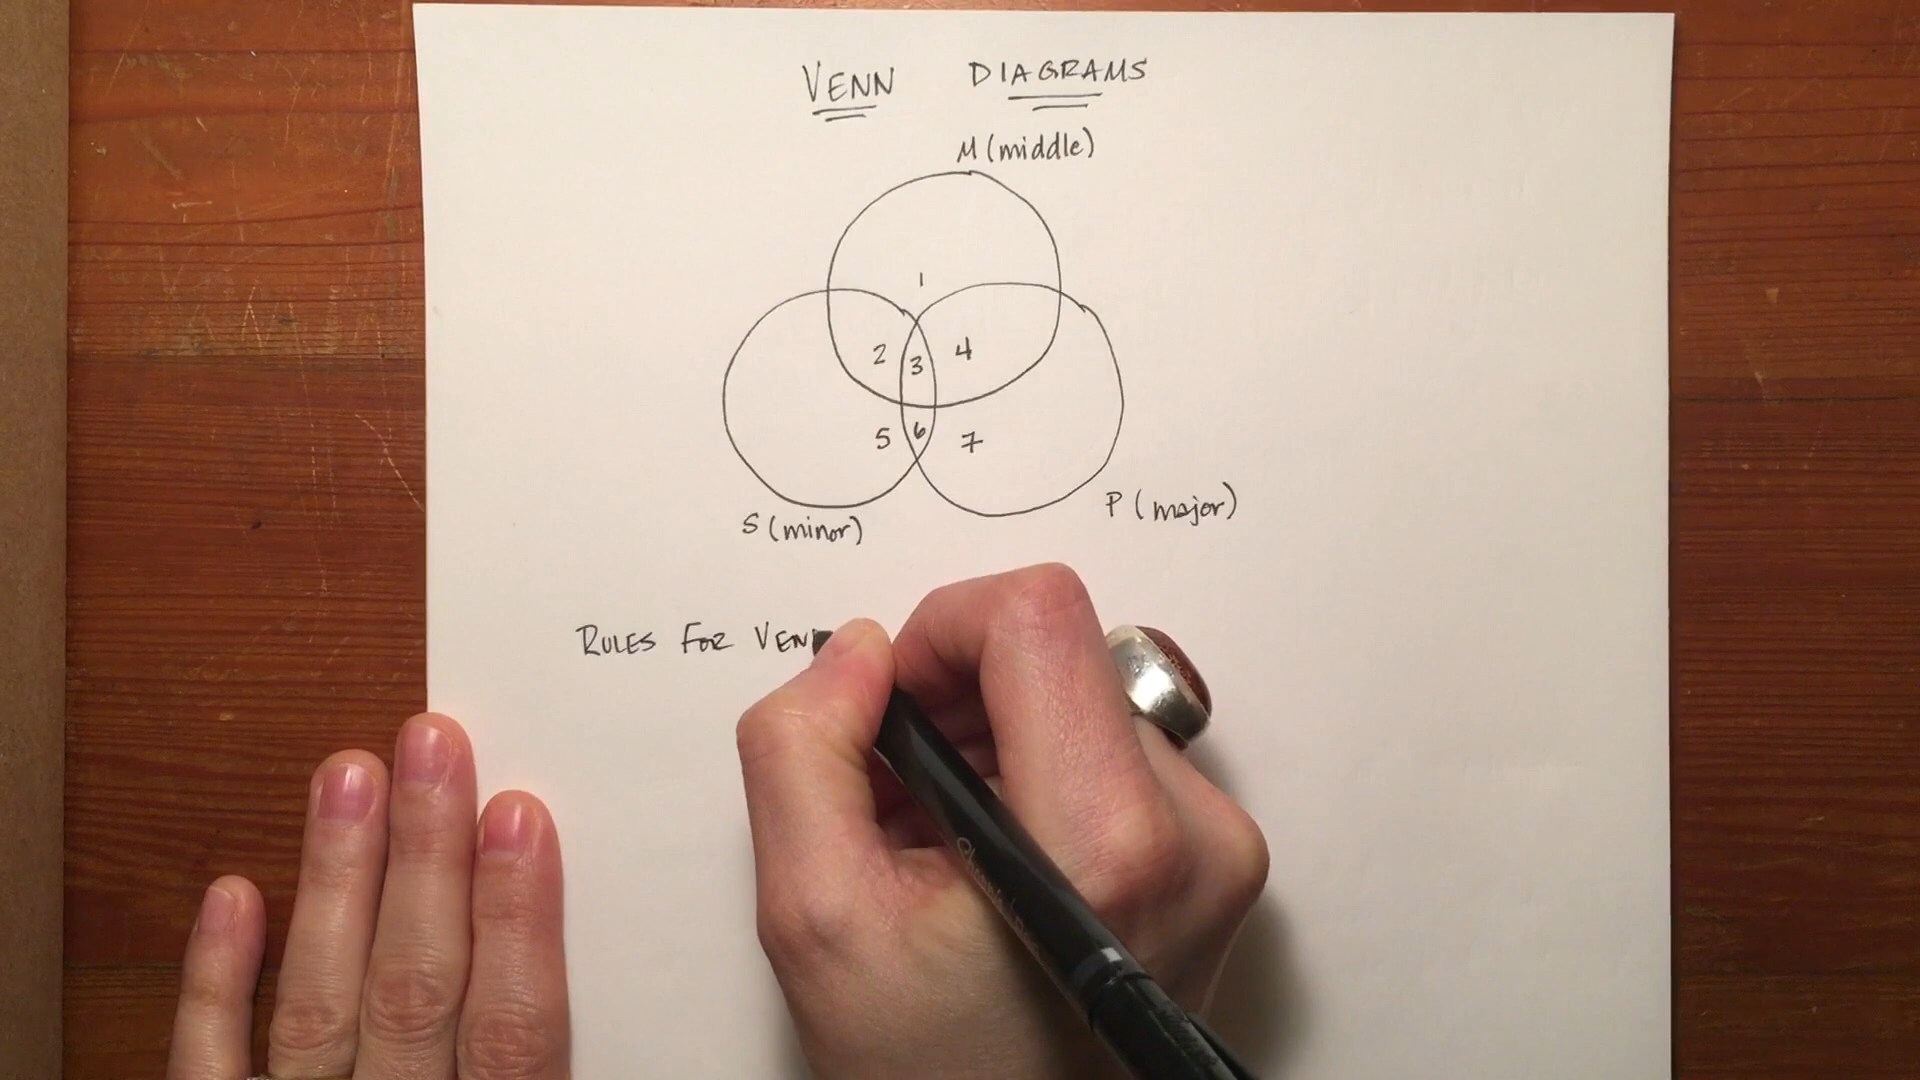 VENN DIAGRAMS
M (middle)
1
2 3 4
5 6 7
S (minor)
P (major)
RULES FOR VEN